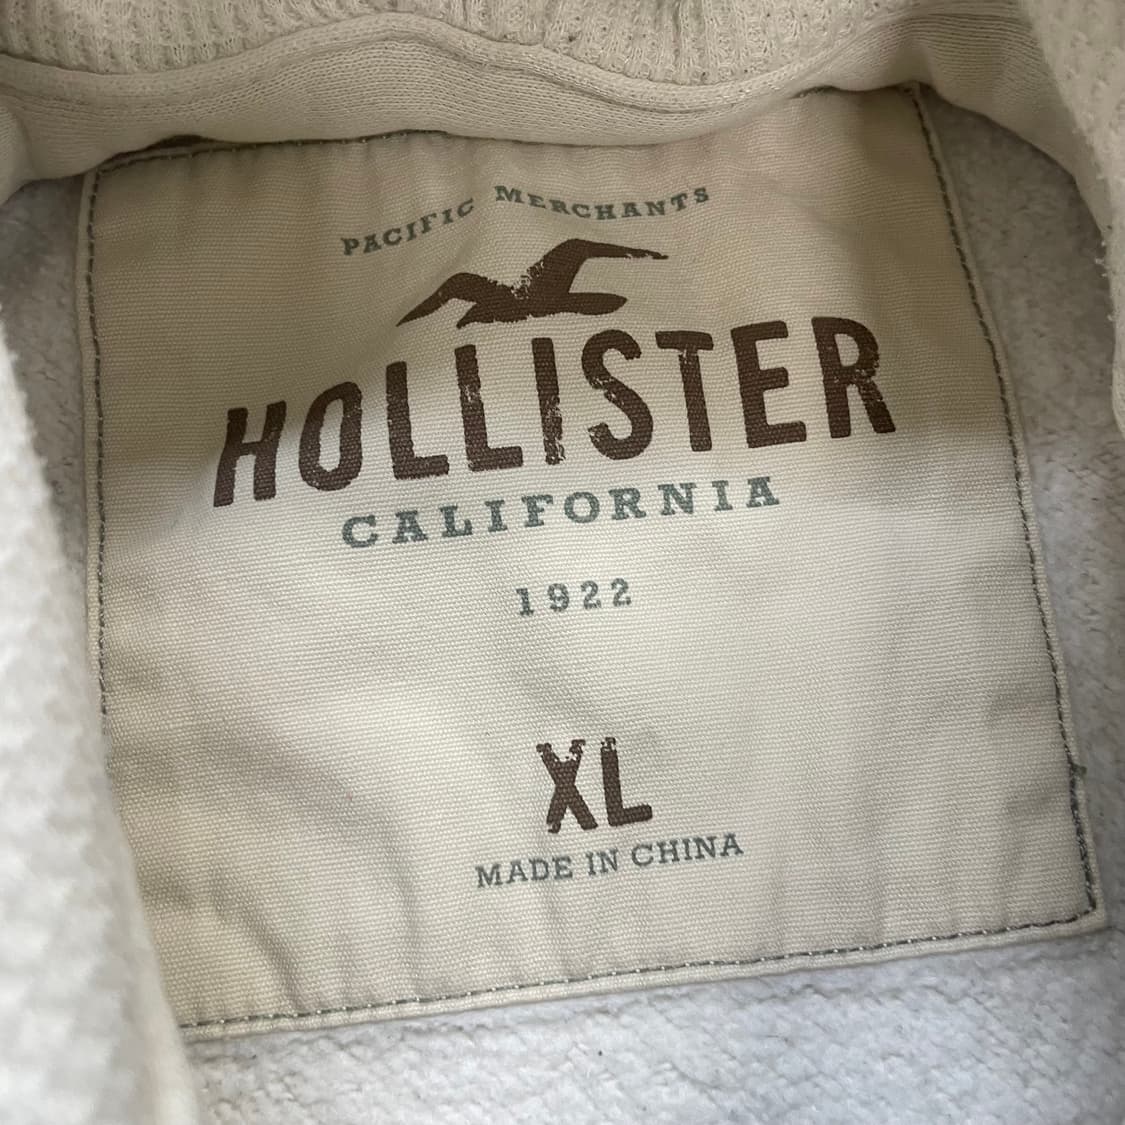 PACIFIC MERCHANTS
HOLLISTER
CALIFORNIA
1922
XL
MADE IN CHINA